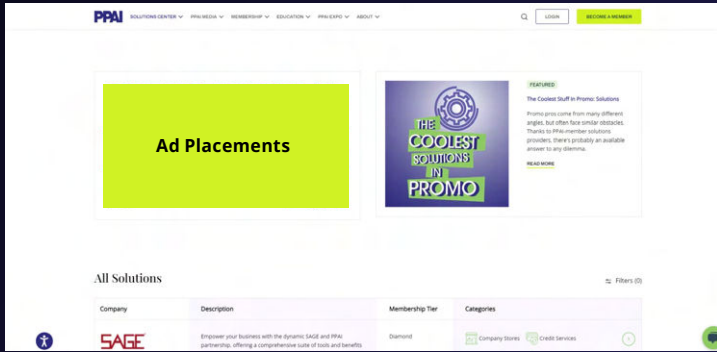 PPAI SOLUTIONS CENTER PPAI MEDIA MEMBERSHIP EDUCATION PPAI EXPO ABOUT LOGIN BECOME A MEMBER
Ad Placements
THE
COOLEST
SOLUTIONS
IN
PROMO
FEATURED
The Coolest Stuff In Promo: Solutions
Promo pros come from many different
angles, but often face similar obstacles.
Thanks to PPAI-member solutions
providers, there's probably an available
answer to any dilemma.
READ MORE
All Solutions
Filters (0)
Company Description Membership Tier Categories
SAGE
Empower your business with the dynamic SAGE and PPAI
partnership, offering a comprehensive suite of tools and benefits
Diamond
Company Stores Credit Services